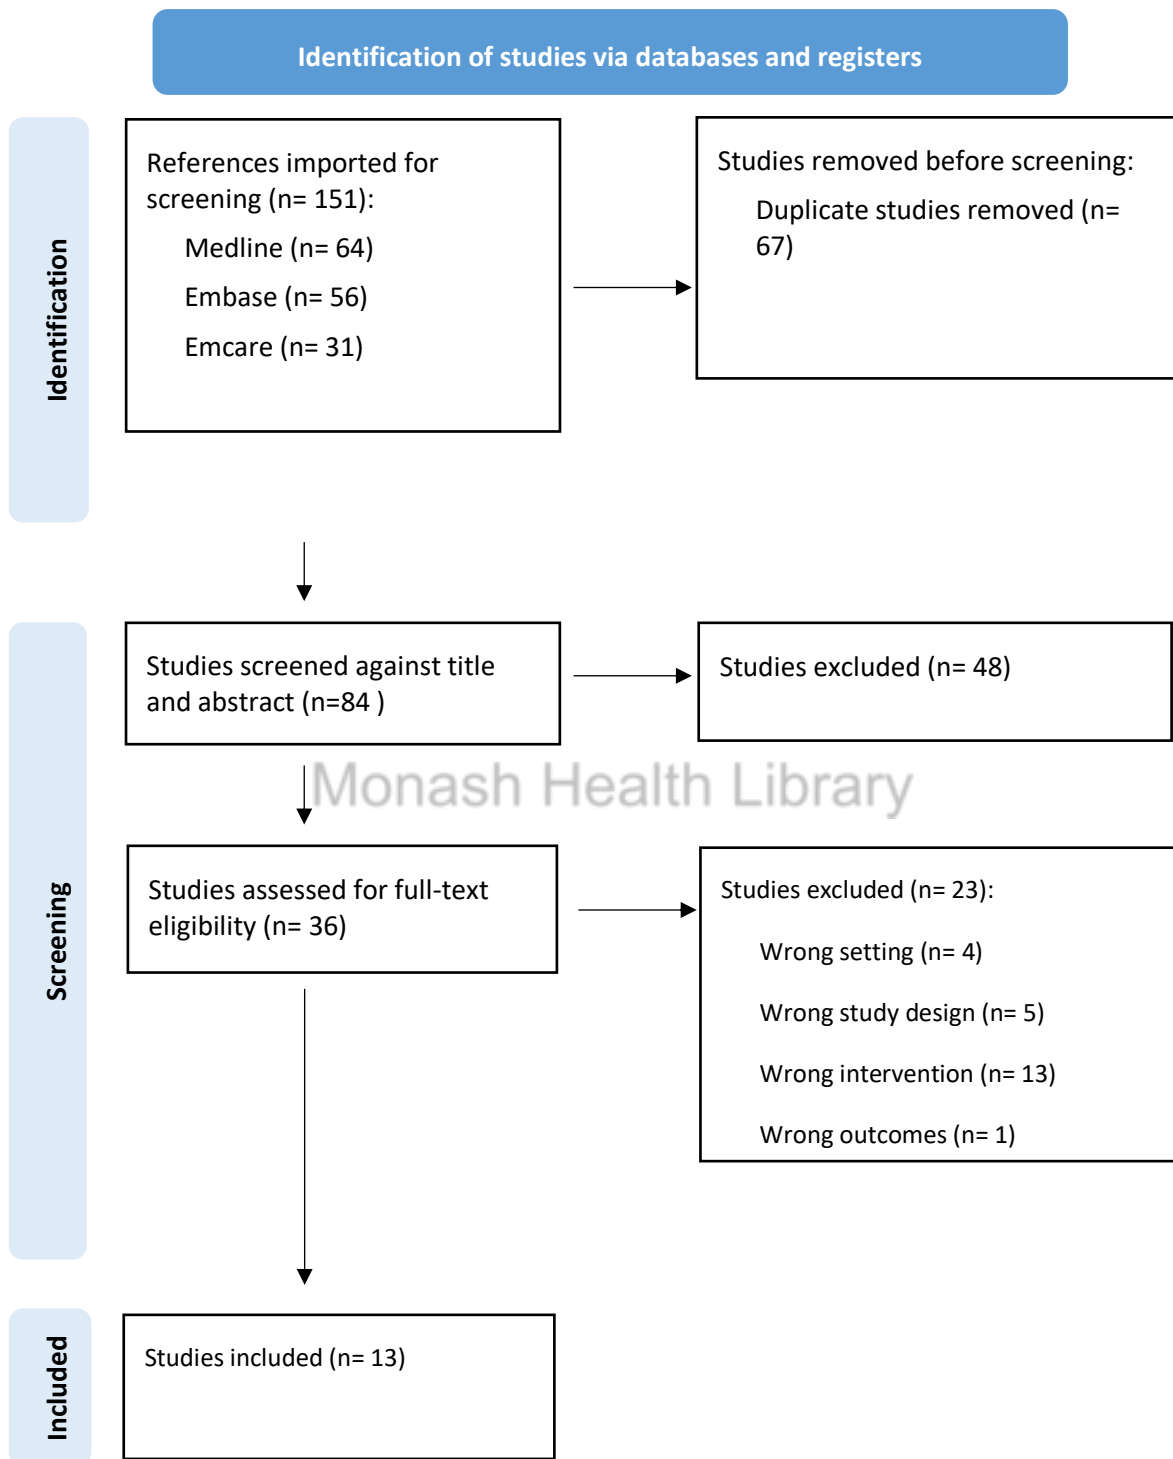 Identification of studies via databases and registers
Identification
References imported for
screening (n= 151):
Medline (n= 64)
Embase (n= 56)
Emcare (n= 31)
Studies removed before screening:
Duplicate studies removed (n=
67)
Screening
Studies screened against title
and abstract (n=84 )
Studies excluded (n= 48)
Monash Health Library
Studies assessed for full-text
eligibility (n= 36)
Studies excluded (n= 23):
Wrong setting (n= 4)
Wrong study design (n= 5)
Wrong intervention (n= 13)
Wrong outcomes (n= 1)
Included
Studies included (n= 13)